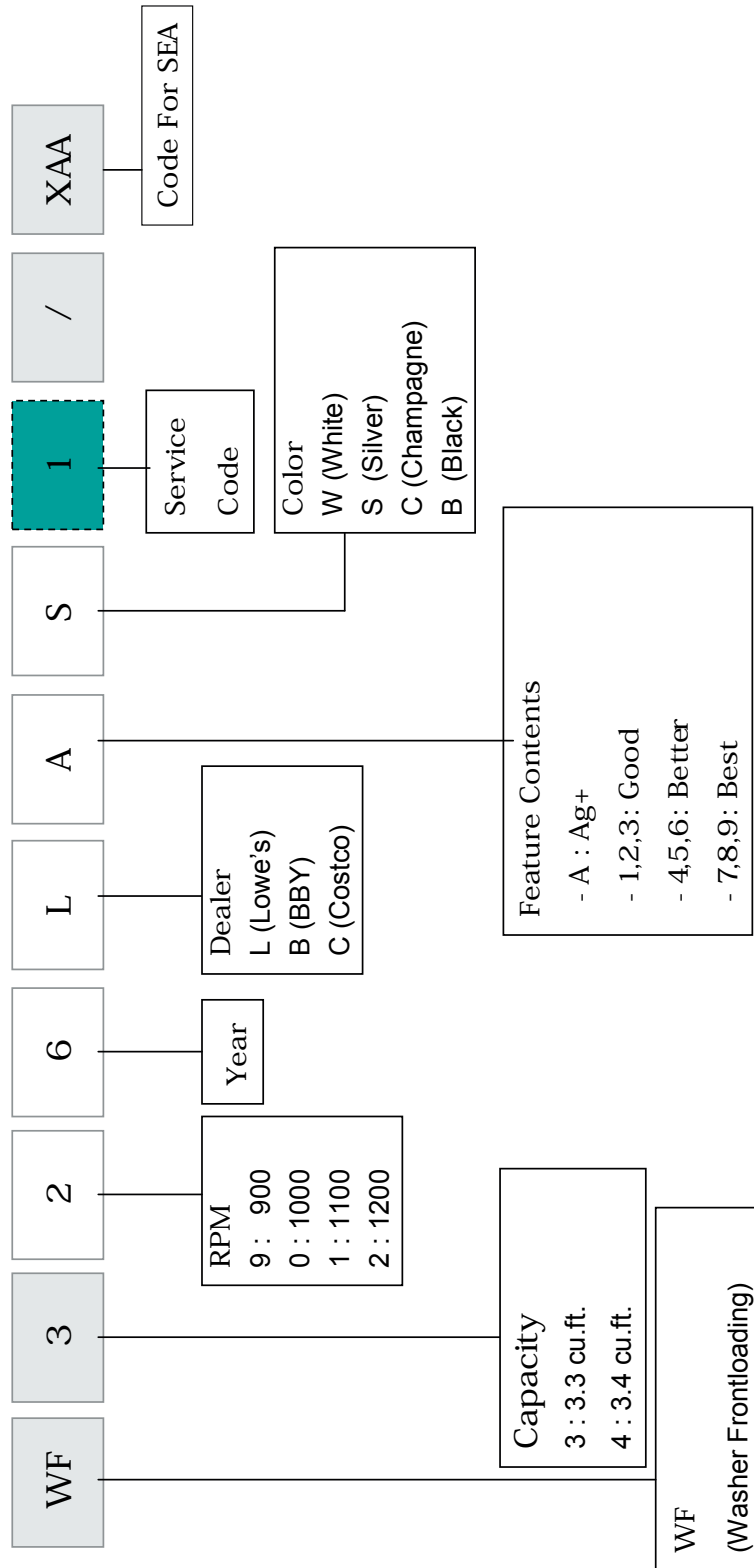 WF 3 2 6 L A S 1 / XAA
WF
(Washer Frontloading)
Capacity
3 : 3.3 cu.ft.
4 : 3.4 cu.ft.
RPM
9 : 900
0 : 1000
1 : 1100
2 : 1200
Year
Dealer
L (Lowe's)
B (BBY)
C (Costco)
Feature Contents
- A : Ag+
- 1,2,3: Good
- 4,5,6: Better
- 7,8,9: Best
Color
W (White)
S (Silver)
C (Champagne)
B (Black)
Service
Code
Code For SEA